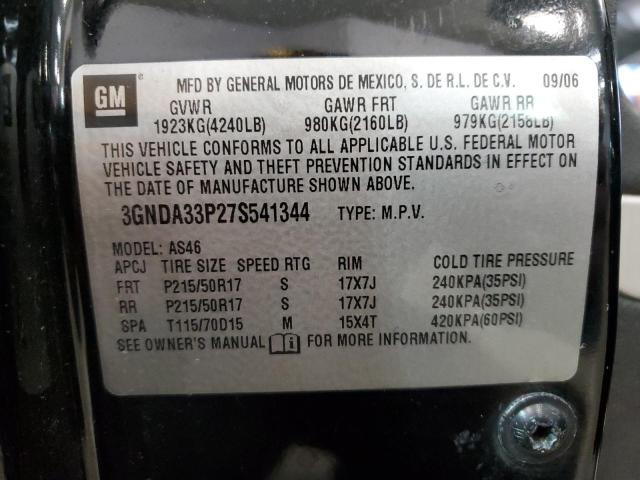 GM ® MFD BY GENERAL MOTORS DE MEXICO, S. DE R.L. DE C.V. 09/06
GVWR GAWR FRT GAWR RR
1923KG(4240LB) 980KG(2160LB) 979KG(2158LB)
THIS VEHICLE CONFORMS TO ALL APPLICABLE U.S. FEDERAL MOTOR
VEHICLE SAFETY AND THEFT PREVENTION STANDARDS IN EFFECT ON
THE DATE OF MANUFACTURE SHOWN ABOVE.
3GNDA33P27S541344 TYPE: M.P.V.
MODEL: AS46
APCJ TIRE SIZE SPEED RTG RIM COLD TIRE PRESSURE
FRT P215/50R17 S 17X7J 240KPA(35PSI)
RR P215/50R17 S 17X7J 240KPA(35PSI)
SPA T115/70D15 M 15X4T 420KPA(60PSI)
SEE OWNER'S MANUAL i FOR MORE INFORMATION.